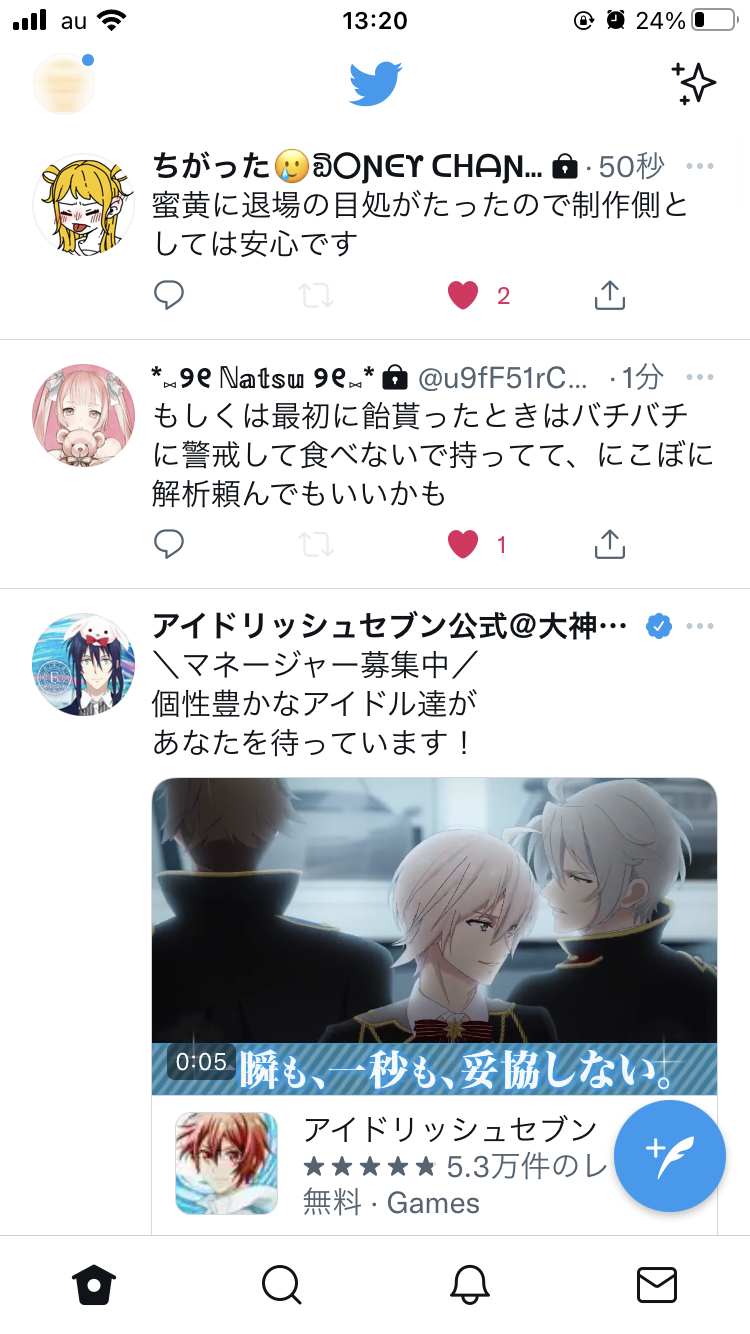 au 13:20 24%
ちがった🥲ᗫOƝЄϒ CHᗩƝ… · 50秒
蜜黄に退場の目処がたったので制作側と
しては安心です
2
*⑅୨୧ ℕ𝕒𝕥𝕤𝕦 ୨୧⑅* @u9fF51rC… · 1分
もしくは最初に飴貰ったときはバチバチ
に警戒して食べないで持ってて、にこぼに
解析頼んでもいいかも
1
アイドリッシュセブン公式@大神…
＼マネージャー募集中／
個性豊かなアイドル達が
あなたを待っています！
0:05
瞬も、一秒も、妥協しない。
アイドリッシュセブン
★★★★★ 5.3万件のレ
無料 · Games